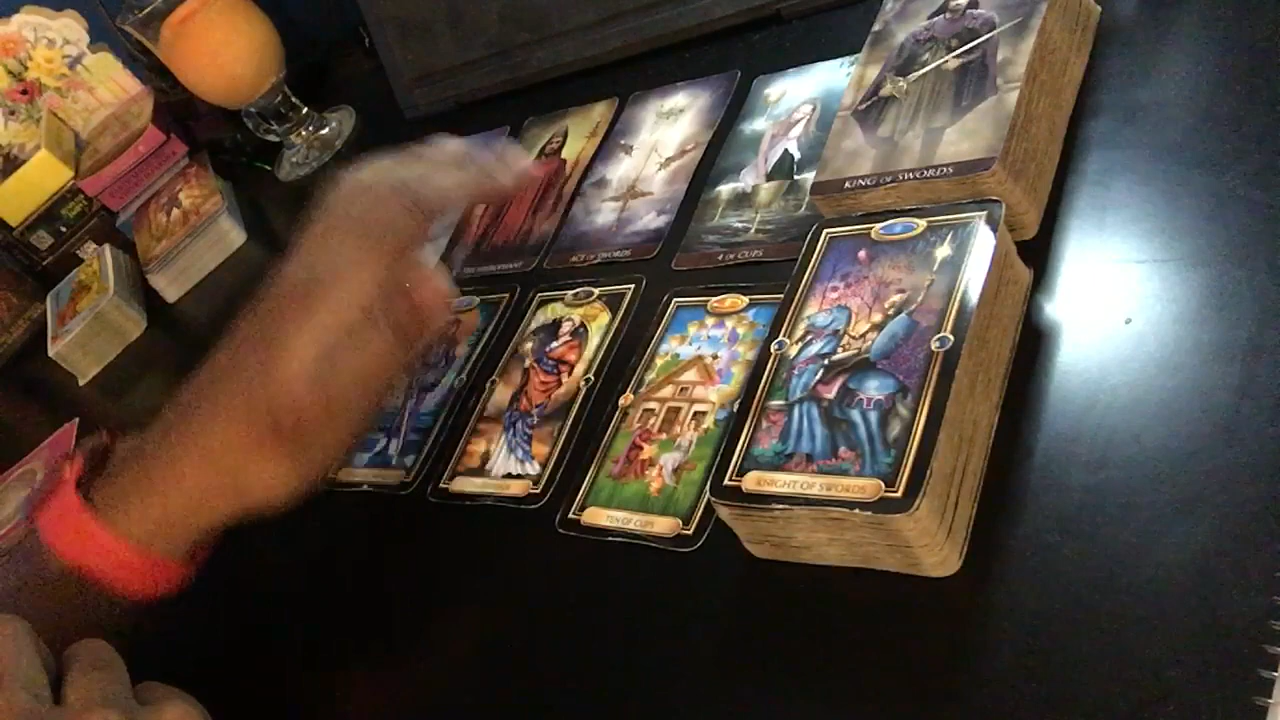 KING OF SWORDS
THE HIEROPHANT
ACE OF SWORDS
4 OF CUPS
KNIGHT OF SWORDS
TEN OF CUPS